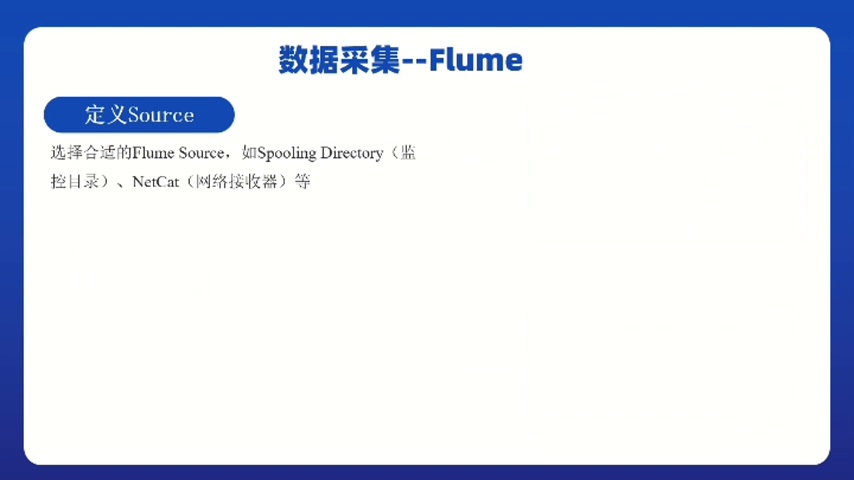 数据采集--Flume
定义Source
选择合适的Flume Source，如Spooling Directory（监
控目录）、NetCat（网络接收器）等